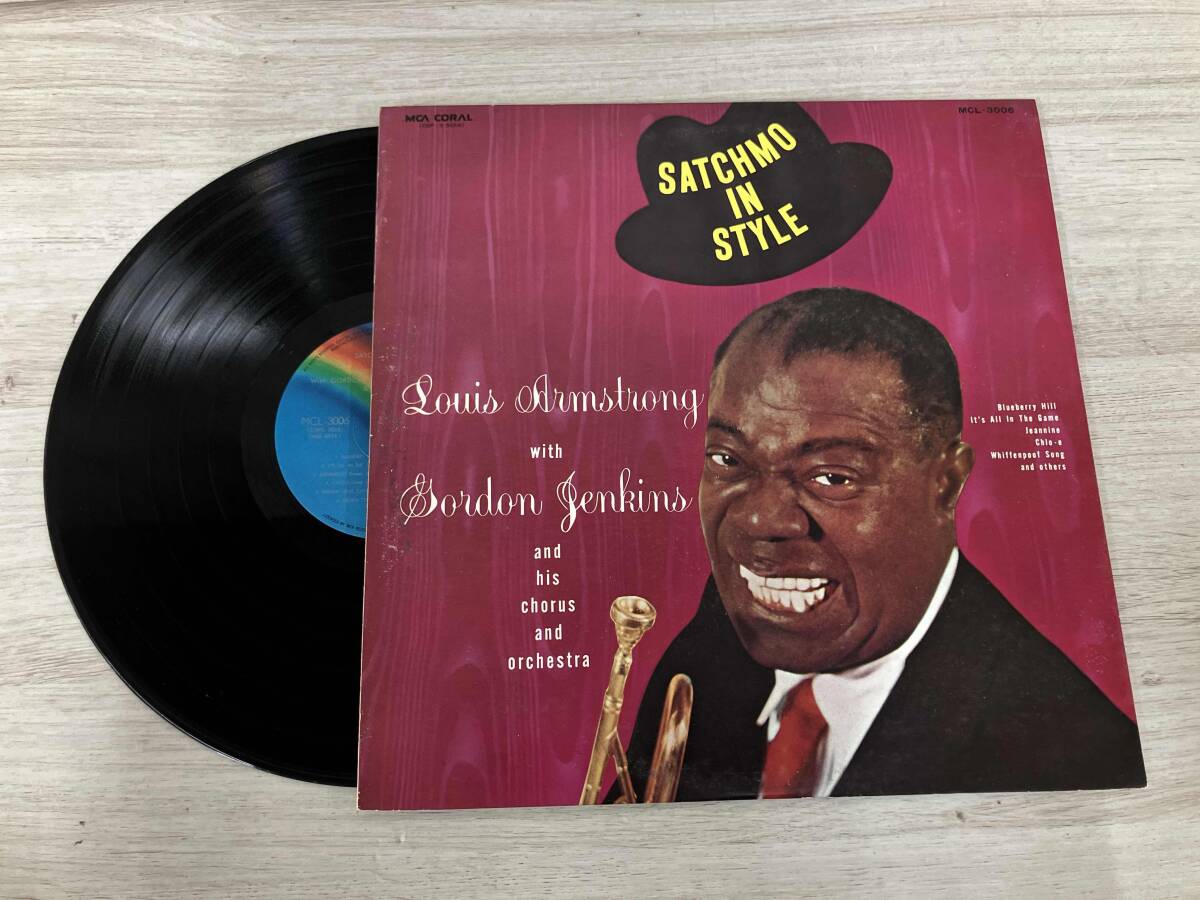 MCA CORAL
MCL-3006
SATCHMO
IN
STYLE
Louis Armstrong
with
Gordon Jenkins
and
his
chorus
and
orchestra
Blueberry Hill
It's All In The Game
Jeannine
Chlo-e
Whiffenpoof Song
and others
MCL-3006